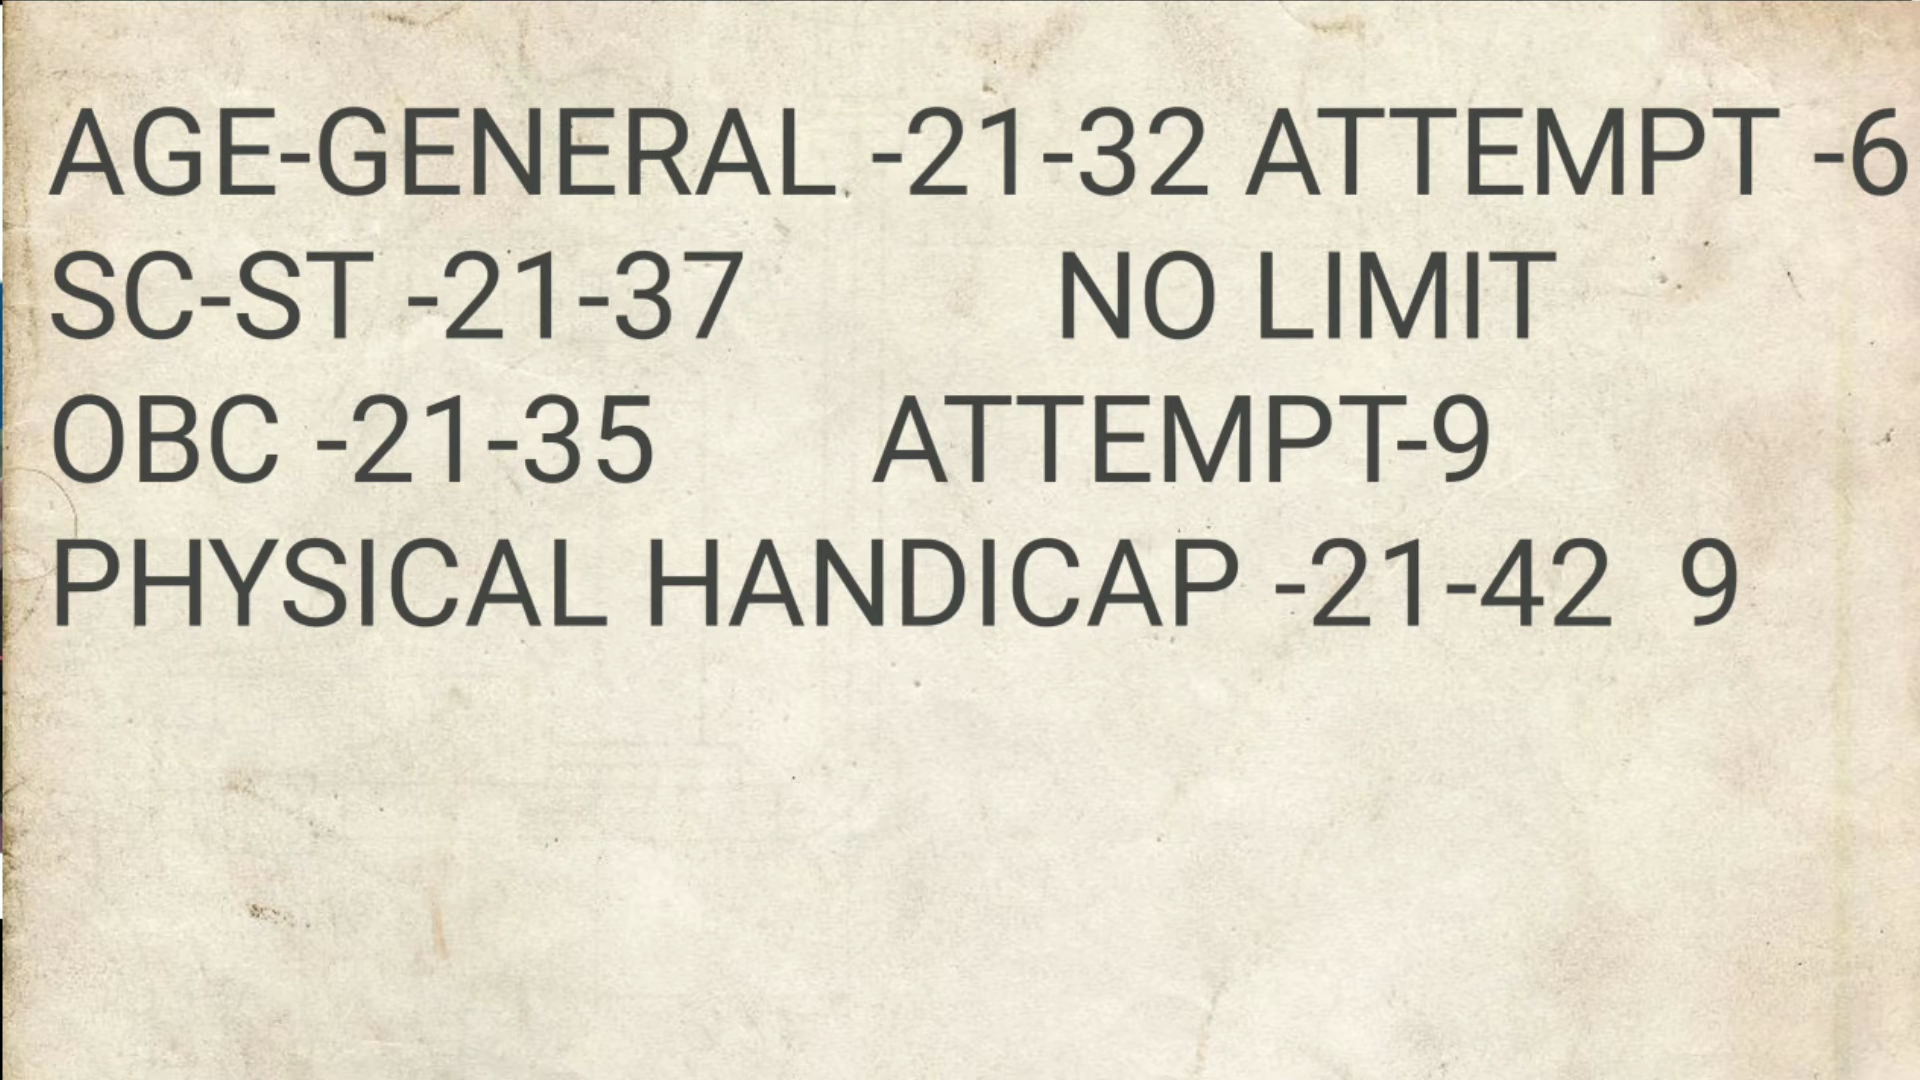 AGE-GENERAL -21-32 ATTEMPT -6
SC-ST -21-37 NO LIMIT
OBC -21-35 ATTEMPT-9
PHYSICAL HANDICAP -21-42 9